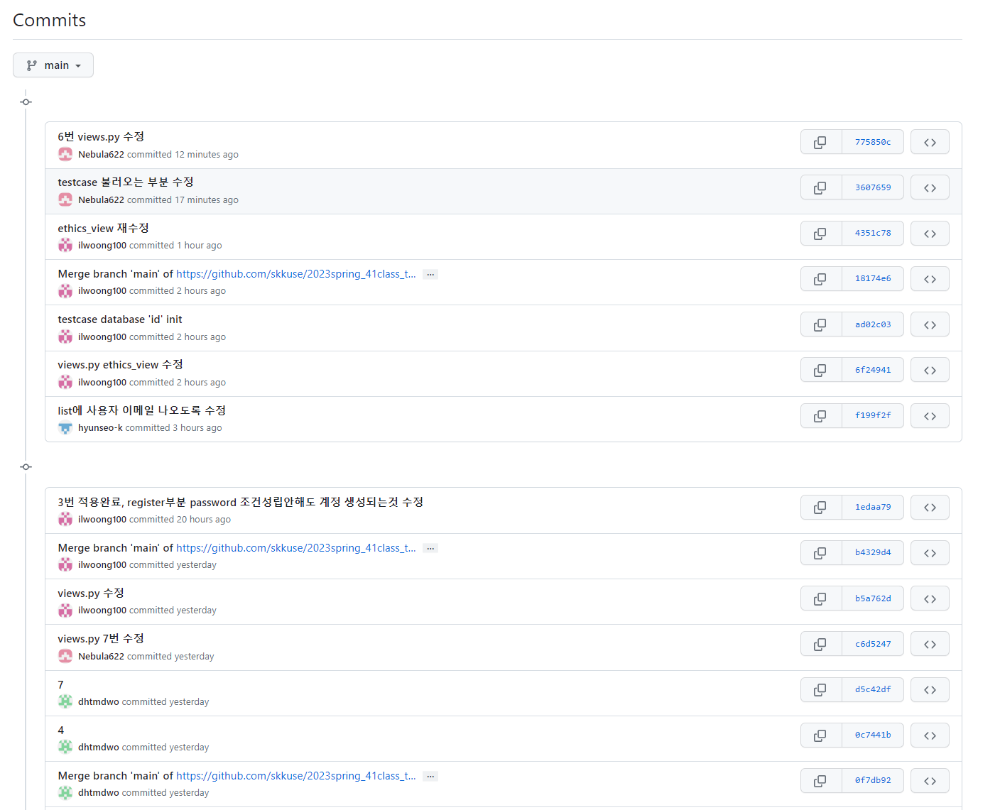 Commits
main
6번 views.py 수정
775850c
Nebula622 committed 12 minutes ago
testcase 불러오는 부분 수정
3607659
Nebula622 committed 17 minutes ago
ethics_view 재수정
4351c78
ilwoong100 committed 1 hour ago
Merge branch 'main' of https://github.com/skkuse/2023spring_41class_t... ...
18174e6
ilwoong100 committed 2 hours ago
testcase database 'id' init
ad02c03
ilwoong100 committed 2 hours ago
views.py ethics_view 수정
6f24941
ilwoong100 committed 2 hours ago
list에 사용자 이메일 나오도록 수정
f199f2f
hyunseo-k committed 3 hours ago
3번 적용완료, register부분 password 조건성립안해도 계정 생성되는것 수정
1edaa79
ilwoong100 committed 20 hours ago
Merge branch 'main' of https://github.com/skkuse/2023spring_41class_t... ...
b4329d4
ilwoong100 committed yesterday
views.py 수정
b5a762d
ilwoong100 committed yesterday
views.py 7번 수정
c6d5247
Nebula622 committed yesterday
7
d5c42df
dhtmdwo committed yesterday
4
0c7441b
dhtmdwo committed yesterday
Merge branch 'main' of https://github.com/skkuse/2023spring_41class_t... ...
0f7db92
dhtmdwo committed yesterday